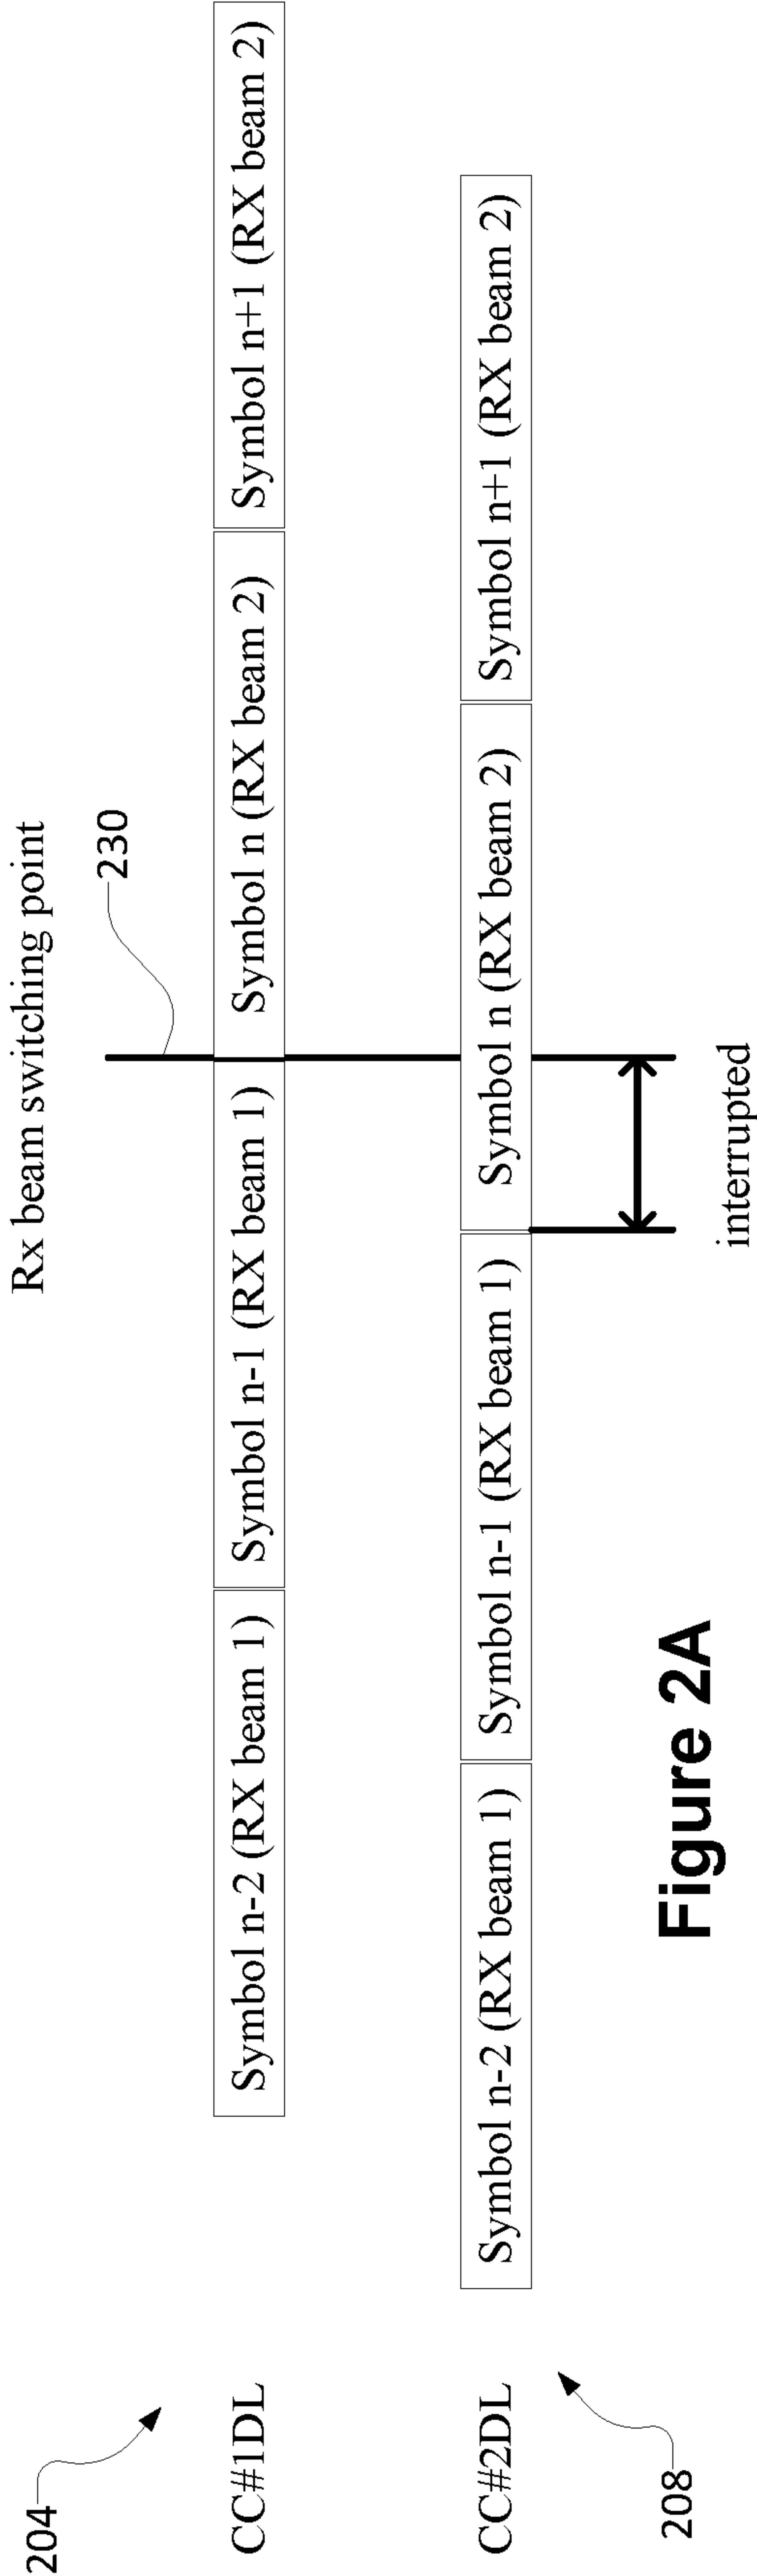 Rx beam switching point
230
204
CC#1DL
Symbol n-2 (RX beam 1)
Symbol n-1 (RX beam 1)
Symbol n (RX beam 2)
Symbol n+1 (RX beam 2)
CC#2DL
Symbol n-2 (RX beam 1)
Symbol n-1 (RX beam 1)
Symbol n (RX beam 2)
Symbol n+1 (RX beam 2)
208
interrupted
Figure 2A